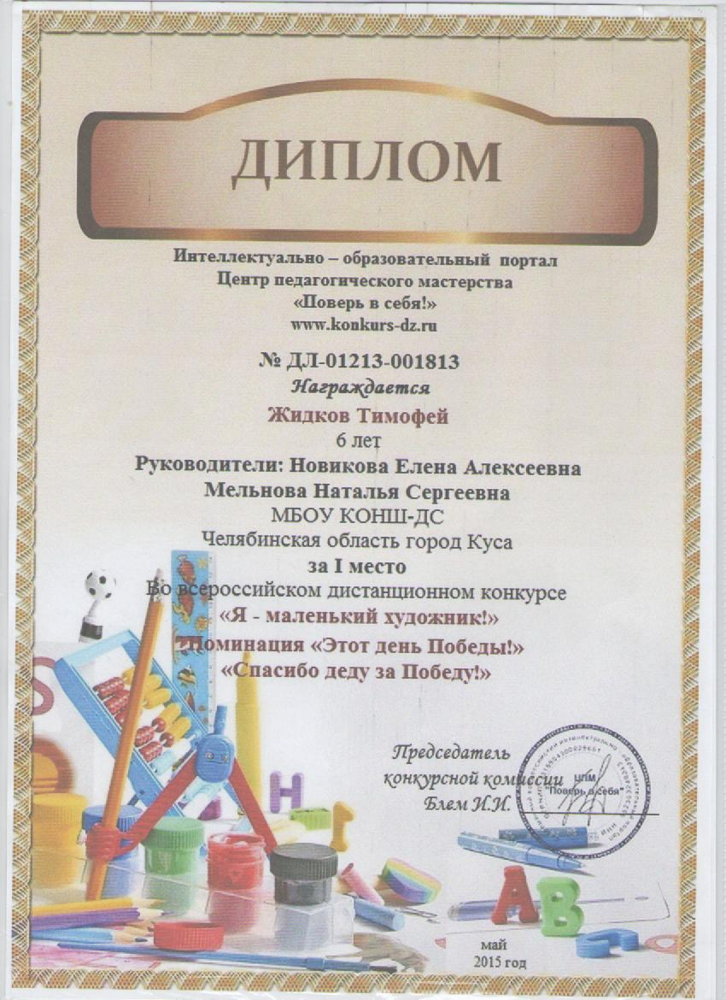 ДИПЛОМ
Интеллектуально – образовательный портал
Центр педагогического мастерства
«Поверь в себя!»
www.konkurs-dz.ru
№ ДЛ-01213-001813
Награждается
Жидков Тимофей
6 лет
Руководители: Новикова Елена Алексеевна
Мельнова Наталья Сергеевна
МБОУ КОНШ-ДС
Челябинская область город Куса
за I место
Во всероссийском дистанционном конкурсе
«Я - маленький художник!»
Номинация «Этот день Победы!»
«Спасибо деду за Победу!»
Председатель
конкурсной комиссии
Блем И.И.
ЦПМ
"Поверь в себя"
H
1
A
B
май
2015 год